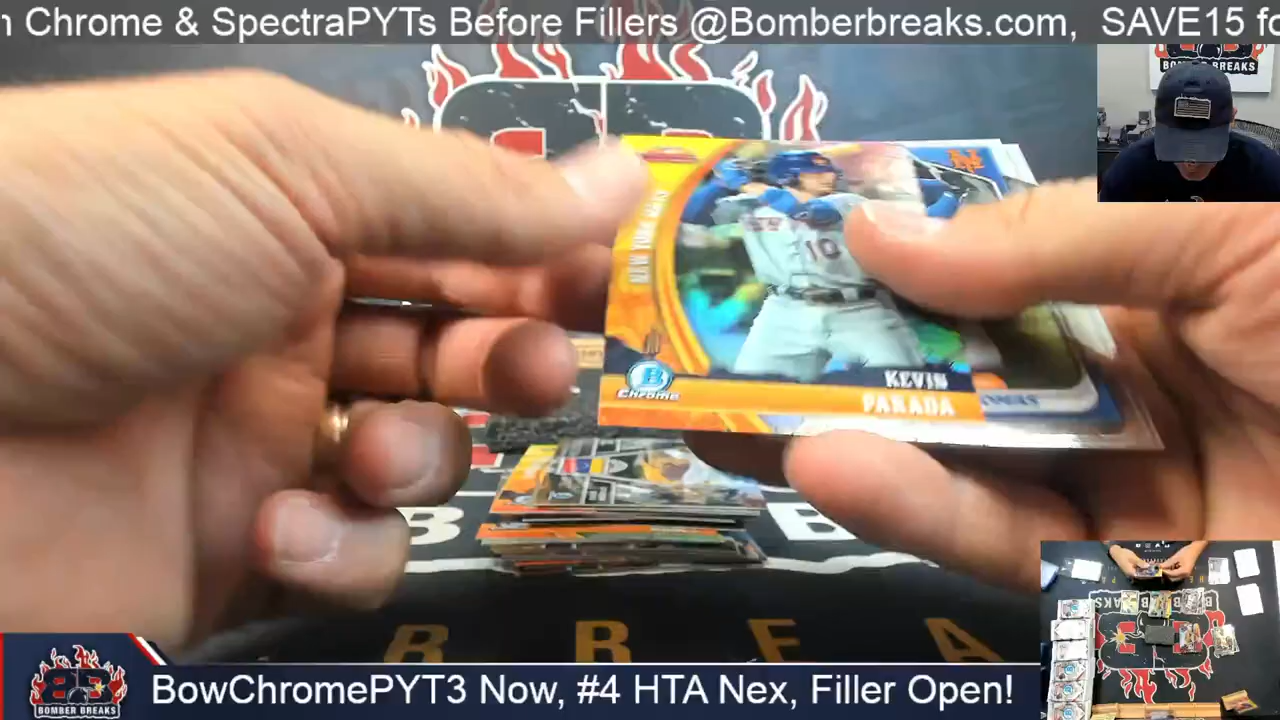 n Chrome & SpectraPYTs Before Fillers @Bomberbreaks.com, SAVE15 fo
BOMBER BREAKS
NEW YORK METS
10
B
Chrome
KEVIN
PARADA
B
B
B R E A
BOMBER BREAKS
BowChromePYT3 Now, #4 HTA Nex, Filler Open!